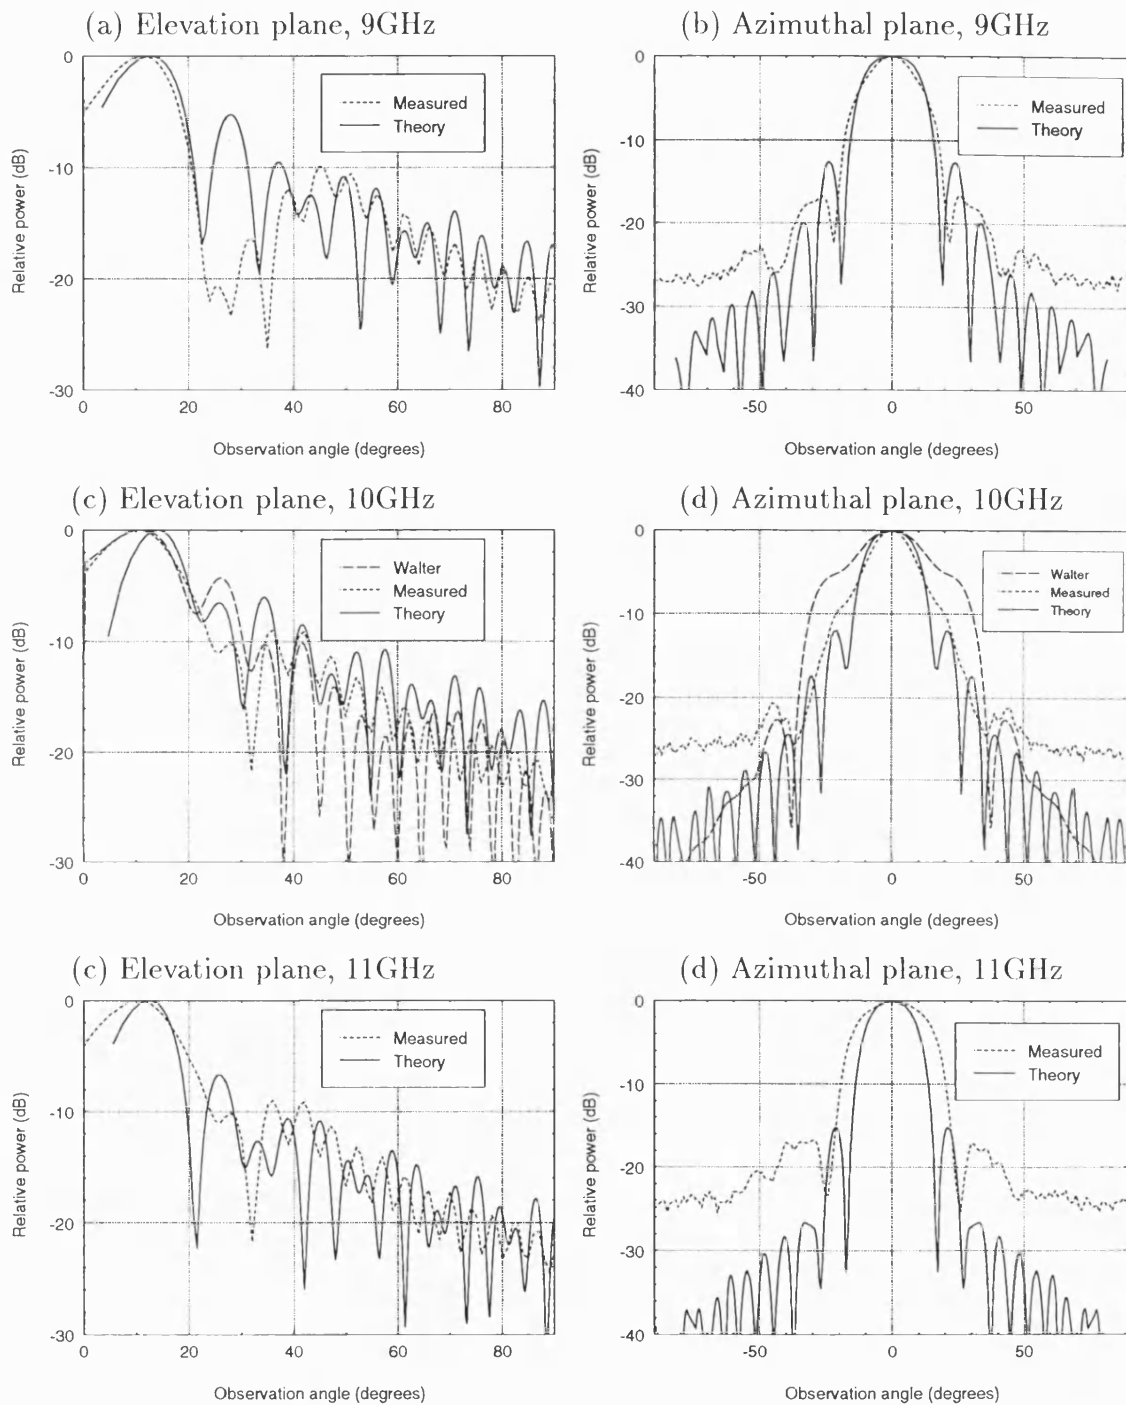 (a) Elevation plane, 9GHz
(b) Azimuthal plane, 9GHz
0
-10
-20
-30
Relative power (dB)
Measured
Theory
0
20
40
60
80
Observation angle (degrees)
0
-10
-20
-30
-40
Relative power (dB)
Measured
Theory
-50
0
50
Observation angle (degrees)
(c) Elevation plane, 10GHz
(d) Azimuthal plane, 10GHz
0
-10
-20
-30
Relative power (dB)
Walter
Measured
Theory
0
20
40
60
80
Observation angle (degrees)
0
-10
-20
-30
-40
Relative power (dB)
Walter
Measured
Theory
-50
0
50
Observation angle (degrees)
(c) Elevation plane, 11GHz
(d) Azimuthal plane, 11GHz
0
-10
-20
-30
Relative power (dB)
Measured
Theory
0
20
40
60
80
Observation angle (degrees)
0
-10
-20
-30
-40
Relative power (dB)
Measured
Theory
-50
0
50
Observation angle (degrees)